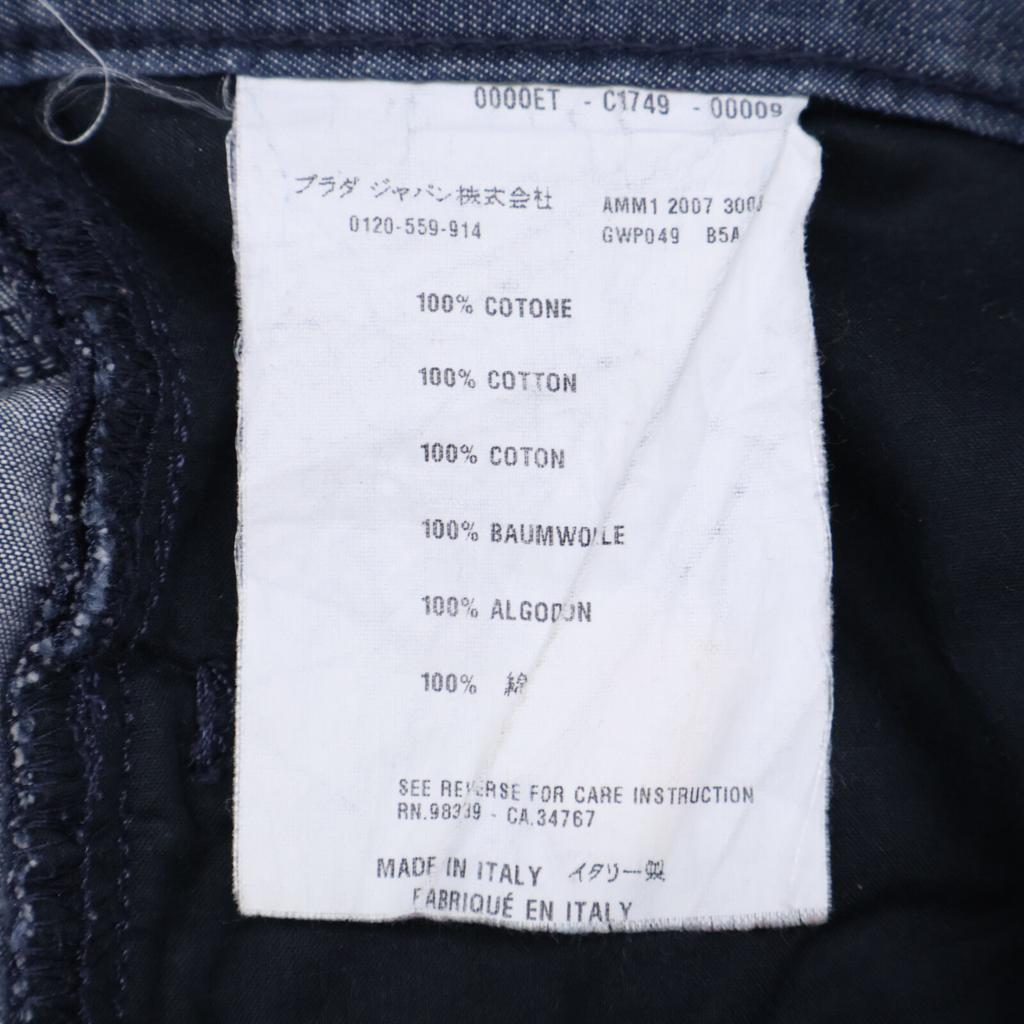 0000ET - C1749 - 00009
プラダ ジャパン株式会社
0120-559-914
AMM1 2007 300J
GWP049 B5A
100% COTONE
100% COTTON
100% COTON
100% BAUMWOLLE
100% ALGODON
100% 綿
SEE REVERSE FOR CARE INSTRUCTION
RN.98339 - CA.34767
MADE IN ITALY イタリー製
FABRIQUÉ EN ITALY